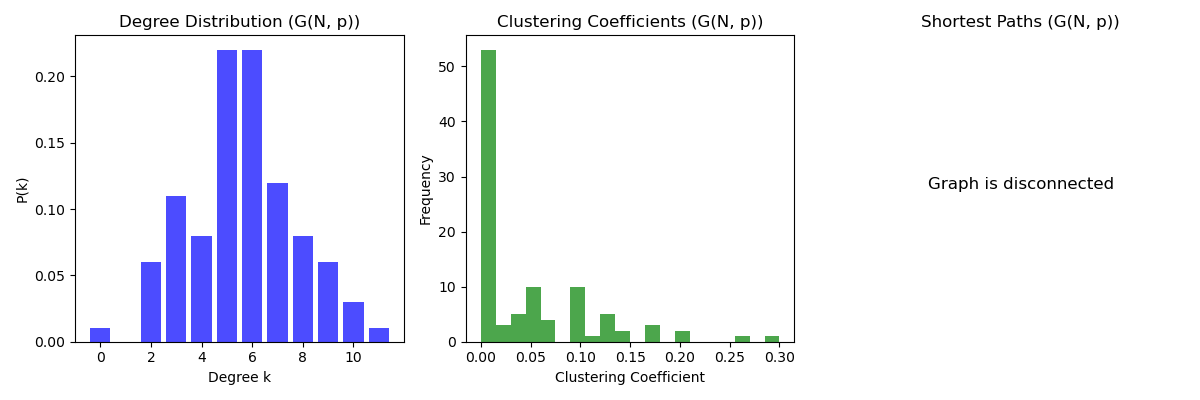 Degree Distribution (G(N, p))
0.20
0.15
0.10
0.05
0.00
P(k)
0 2 4 6 8 10
Degree k
Clustering Coefficients (G(N, p))
50
40
30
20
10
0
Frequency
0.00 0.05 0.10 0.15 0.20 0.25 0.30
Clustering Coefficient
Shortest Paths (G(N, p))
Graph is disconnected